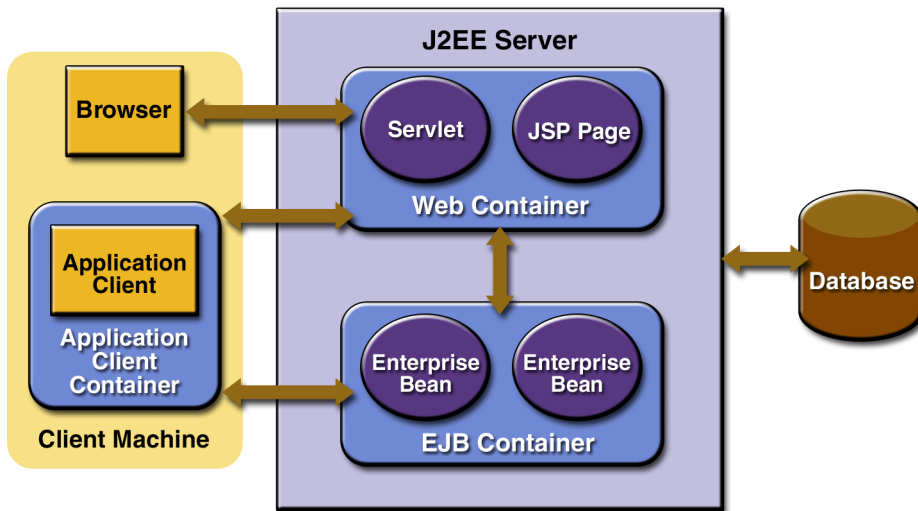 J2EE Server
Browser
Servlet
JSP Page
Web Container
Application
Client
Application
Client
Container
Client Machine
Enterprise
Bean
Enterprise
Bean
EJB Container
Database